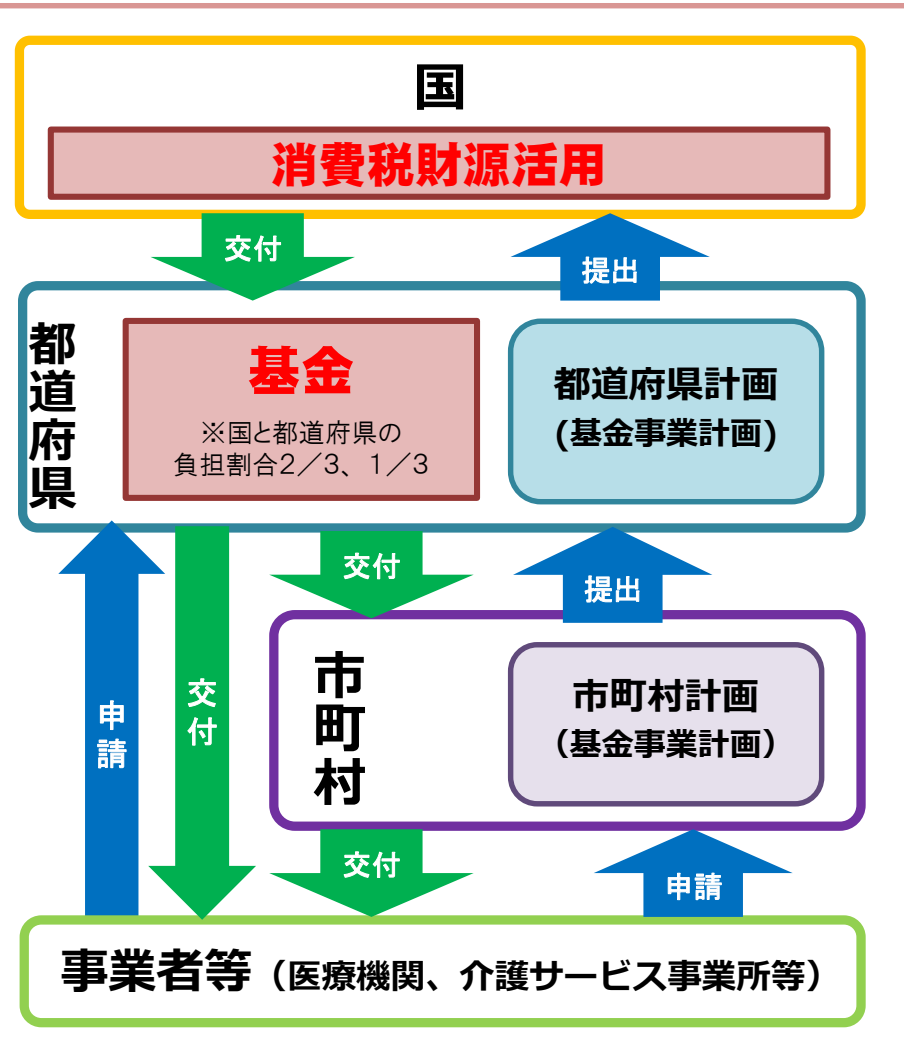 国
消費税財源活用
交付
提出
都道府県
基金
※国と都道府県の
負担割合2／3、1／3
都道府県計画
(基金事業計画)
交付
提出
申請
交付
市町村
市町村計画
（基金事業計画）
交付
申請
事業者等（医療機関、介護サービス事業所等）